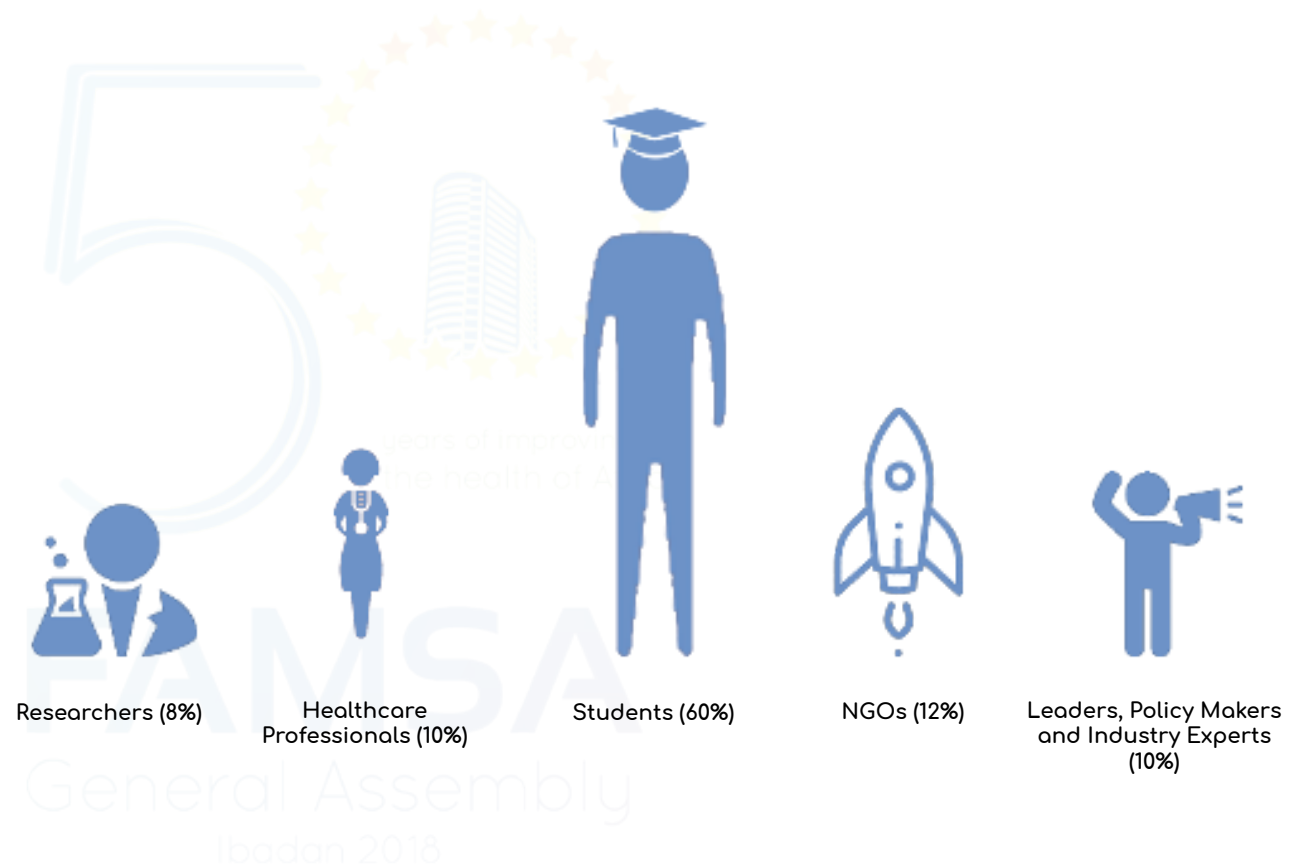 50
years of improvin
the health of A
Researchers (8%)
Healthcare
Professionals (10%)
Students (60%)
NGOs (12%)
Leaders, Policy Makers
and Industry Experts
(10%)
FAMSA
General Assembly
Ibadan 2018